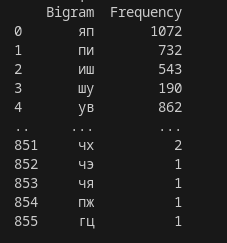 Bigram Frequency
0 яп 1072
1 пи 732
2 иш 543
3 шу 190
4 ув 862
.. ... ...
851 чх 2
852 чэ 1
853 чя 1
854 пж 1
855 гц 1